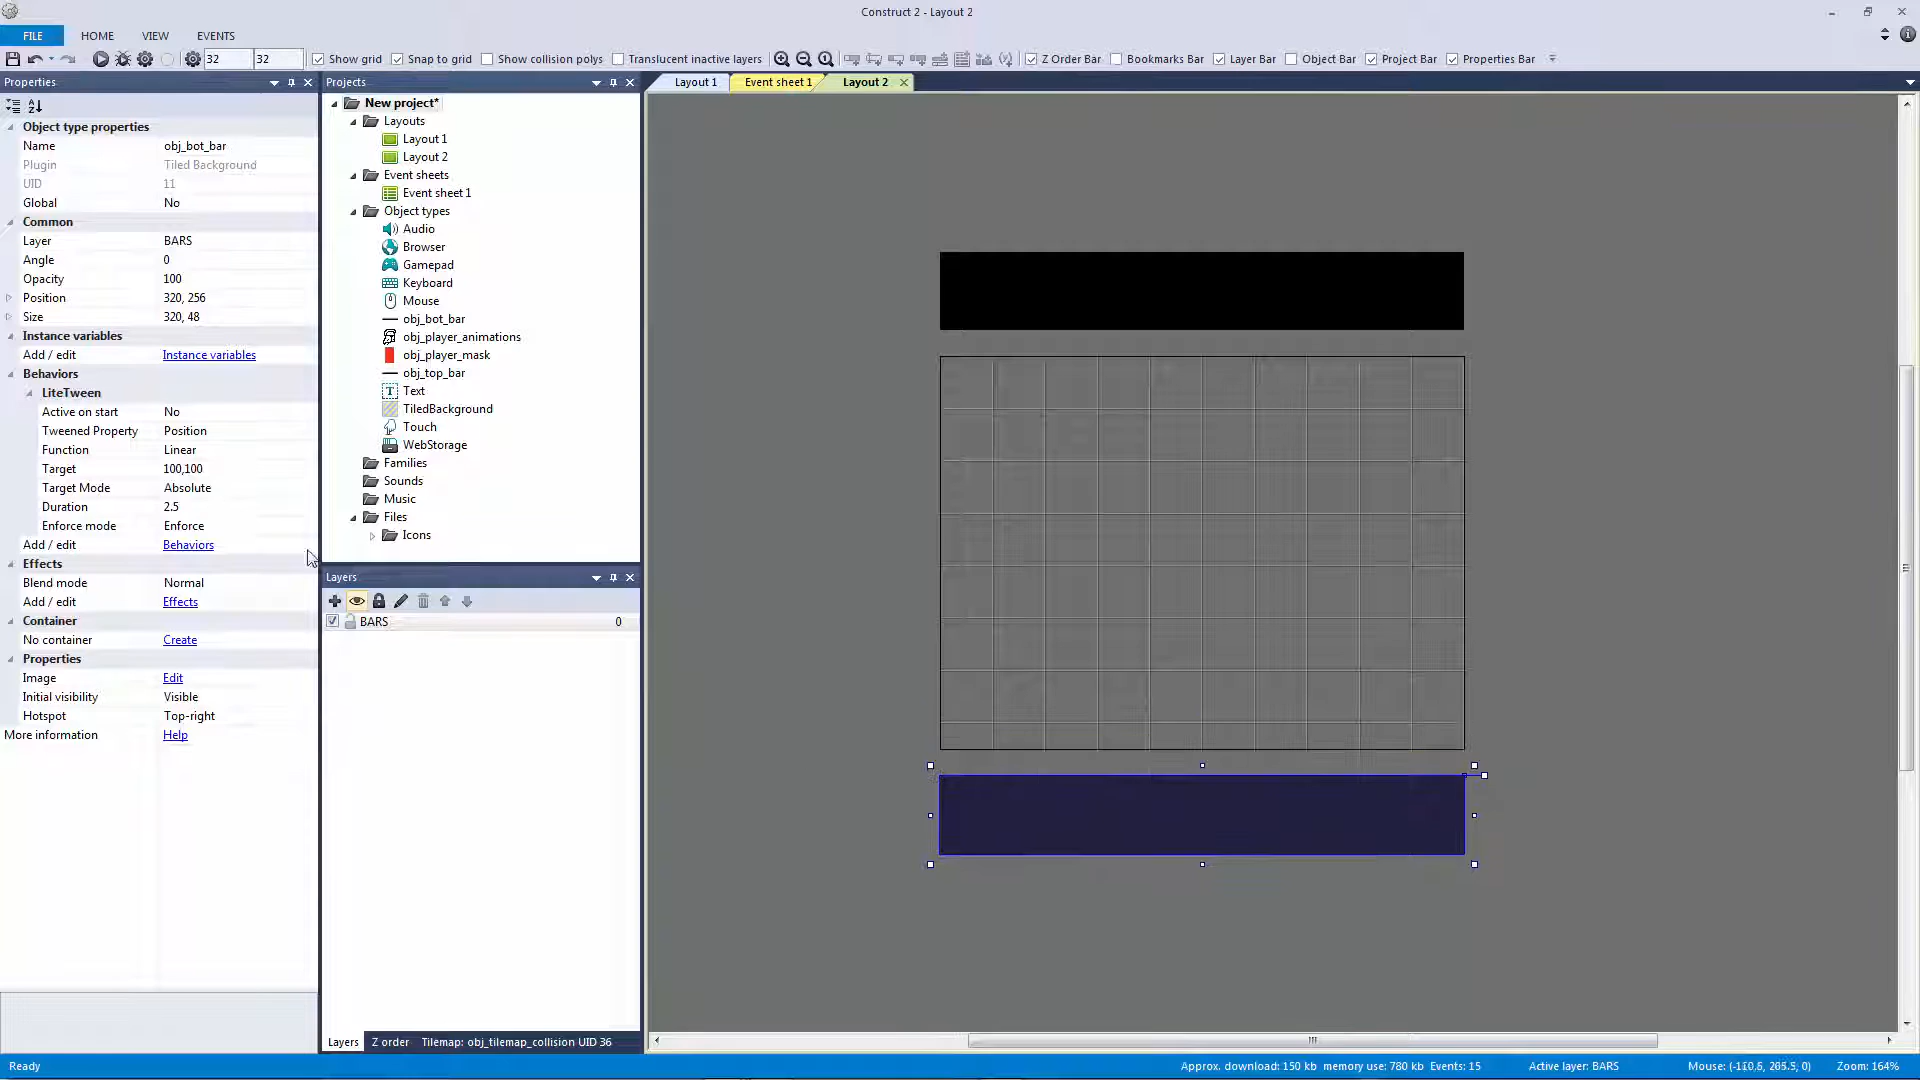 Construct 2 - Layout 2
FILE HOME VIEW EVENTS
32 32 Show grid Snap to grid Show collision polys Translucent inactive layers Z Order Bar Bookmarks Bar Layer Bar Object Bar Project Bar Properties Bar
Properties
Object type properties
Name obj_bot_bar
Plugin Tiled Background
UID 11
Global No
Common
Layer BARS
Angle 0
Opacity 100
Position 320, 256
Size 320, 48
Instance variables
Add / edit Instance variables
Behaviors
LiteTween
Active on start No
Tweened Property Position
Function Linear
Target 100,100
Target Mode Absolute
Duration 2.5
Enforce mode Enforce
Add / edit Behaviors
Effects
Blend mode Normal
Add / edit Effects
Container
No container Create
Properties
Image Edit
Initial visibility Visible
Hotspot Top-right
More information Help
Projects
New project*
Layouts
Layout 1
Layout 2
Event sheets
Event sheet 1
Object types
Audio
Browser
Gamepad
Keyboard
Mouse
obj_bot_bar
obj_player_animations
obj_player_mask
obj_top_bar
Text
TiledBackground
Touch
WebStorage
Families
Sounds
Music
Files
Icons
Layers
BARS 0
Layers Z order Tilemap: obj_tilemap_collision UID 36
Layout 1 Event sheet 1 Layout 2
Ready Approx. download: 150 kb memory use: 780 kb Events: 15 Active layer: BARS Mouse: Zoom: 164%